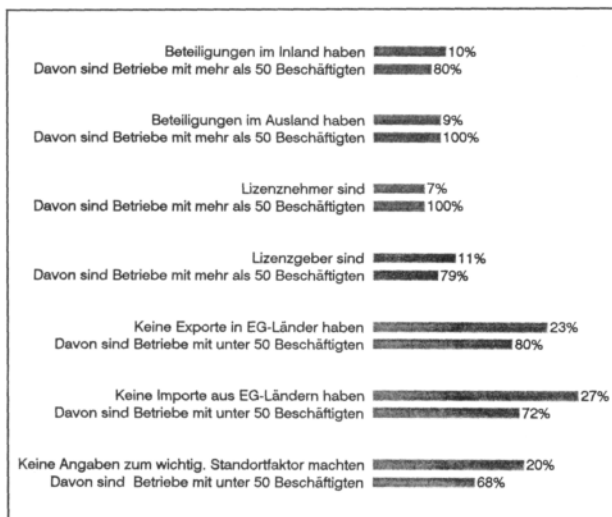 Beteiligungen im Inland haben 10%
Davon sind Betriebe mit mehr als 50 Beschäftigten 80%
Beteiligungen im Ausland haben 9%
Davon sind Betriebe mit mehr als 50 Beschäftigten 100%
Lizenznehmer sind 7%
Davon sind Betriebe mit mehr als 50 Beschäftigten 100%
Lizenzgeber sind 11%
Davon sind Betriebe mit mehr als 50 Beschäftigten 79%
Keine Exporte in EG-Länder haben 23%
Davon sind Betriebe mit unter 50 Beschäftigten 80%
Keine Importe aus EG-Ländern haben 27%
Davon sind Betriebe mit unter 50 Beschäftigten 72%
Keine Angaben zum wichtig. Standortfaktor machten 20%
Davon sind Betriebe mit unter 50 Beschäftigten 68%